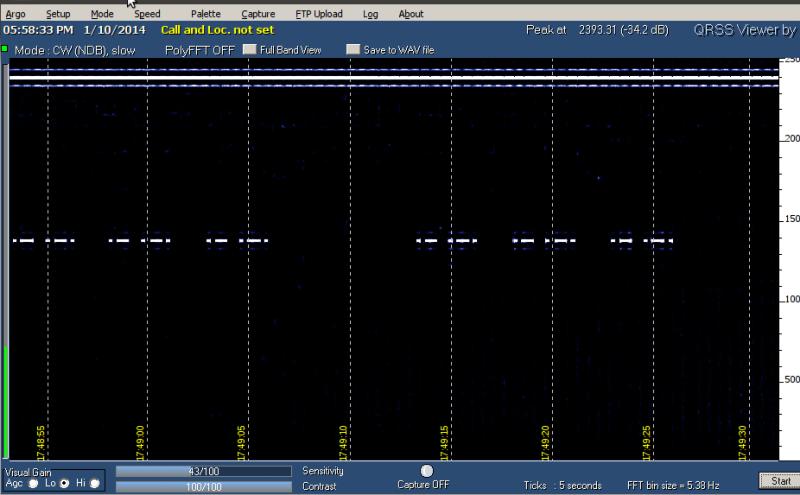 Argo Setup Mode Speed Palette Capture FTP Upload Log About
05:58:33 PM 1/10/2014 Call and Loc. not set Peak at 2393.31 (-34.2 dB) QRSS Viewer by
Mode : CW (NDB), slow PolyFFT OFF Full Band View Save to WAV file
250
200
150
100
500
17:48:55 17:49:00 17:49:05 17:49:10 17:49:15 17:49:20 17:49:25 17:49:30
Visual Gain 43/100 Sensitivity
Agc Lo Hi 100/100 Contrast Capture OFF Ticks : 5 seconds FFT bin size = 5.38 Hz Start